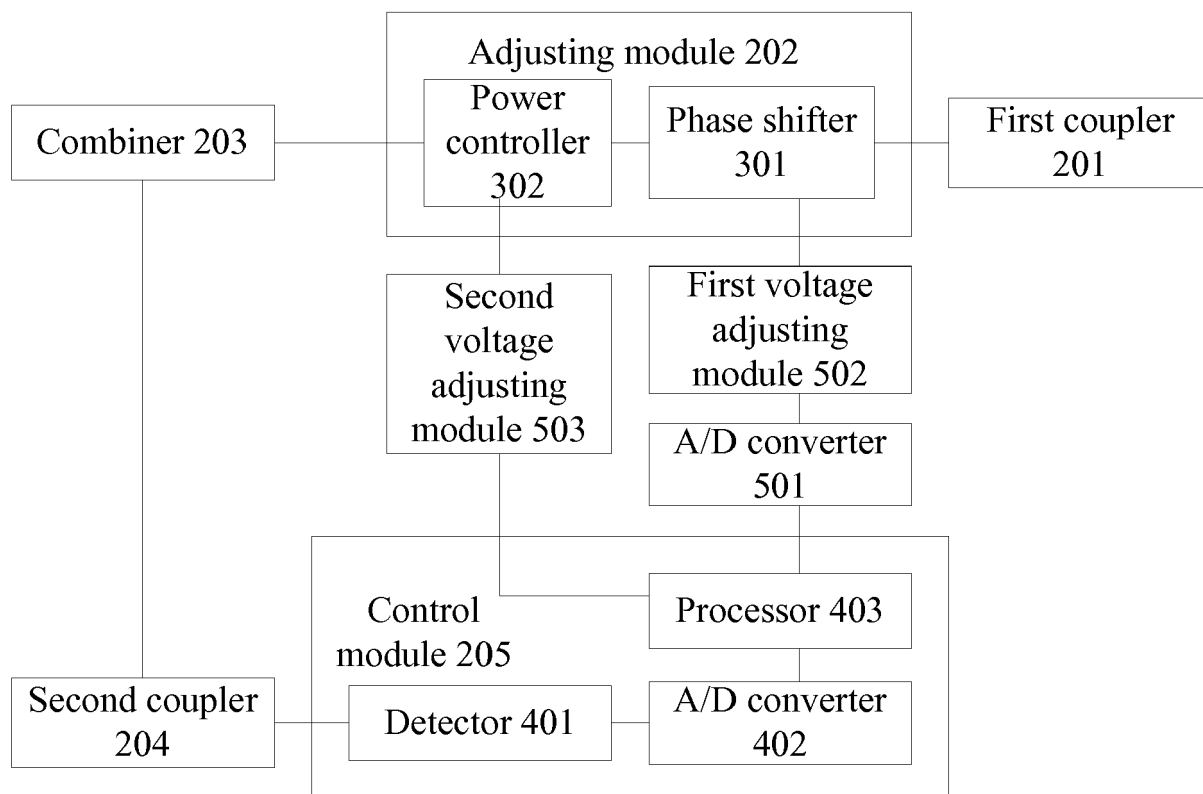 Adjusting module 202
Combiner 203
Power
controller
302
Phase shifter
301
First coupler
201
Second
voltage
adjusting
module 503
First voltage
adjusting
module 502
A/D converter
501
Control
module 205
Processor 403
Second coupler
204
Detector 401
A/D converter
402